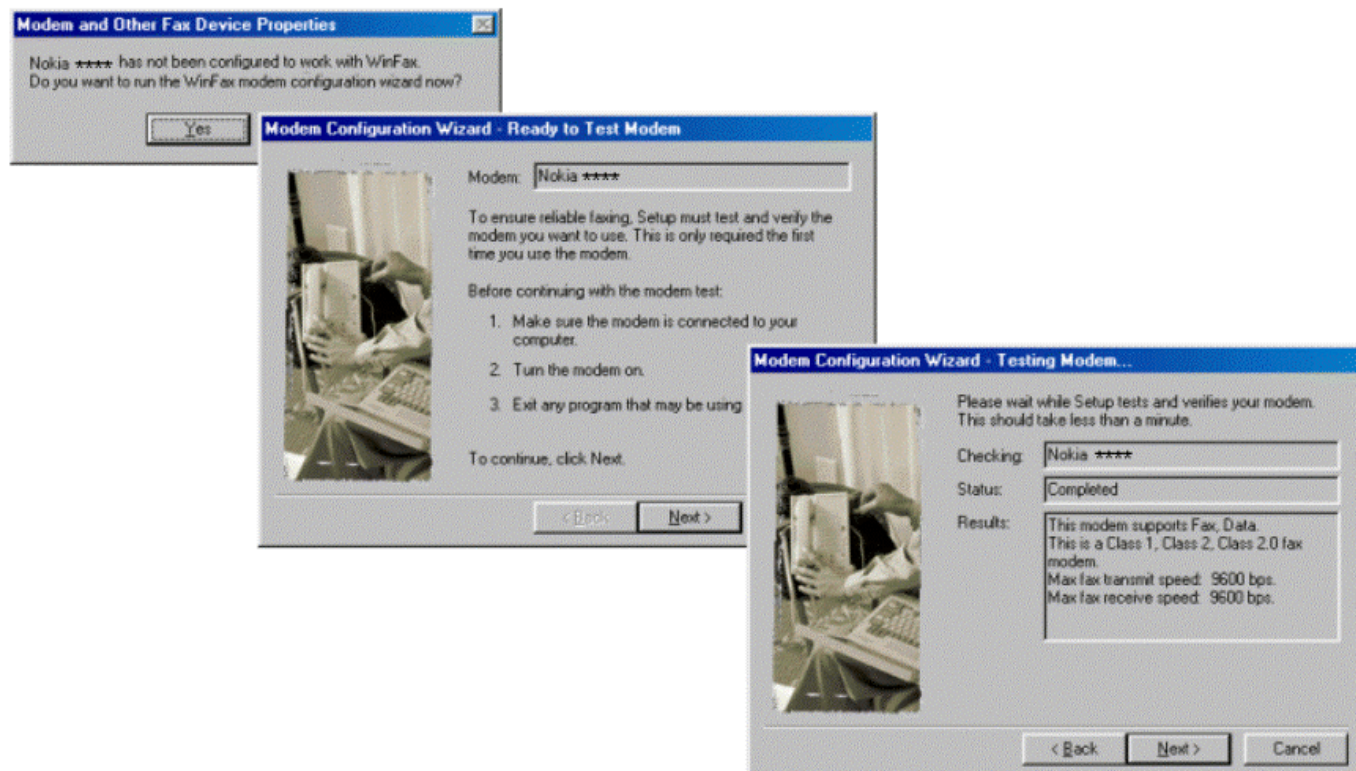 Modem and Other Fax Device Properties
Nokia **** has not been configured to work with WinFax.
Do you want to run the WinFax modem configuration wizard now?
Yes
Modem Configuration Wizard - Ready to Test Modem
Modem: Nokia ****
To ensure reliable faxing, Setup must test and verify the
modem you want to use. This is only required the first
time you use the modem.
Before continuing with the modem test:
1. Make sure the modem is connected to your
computer.
2. Turn the modem on.
3. Exit any program that may be using
To continue, click Next.
< Back Next >
Modem Configuration Wizard - Testing Modem...
Please wait while Setup tests and verifies your modem.
This should take less than a minute.
Checking: Nokia ****
Status: Completed
Results: This modem supports Fax, Data.
This is a Class 1, Class 2, Class 2.0 fax
modem.
Max fax transmit speed: 9600 bps.
Max fax receive speed: 9600 bps.
< Back Next > Cancel